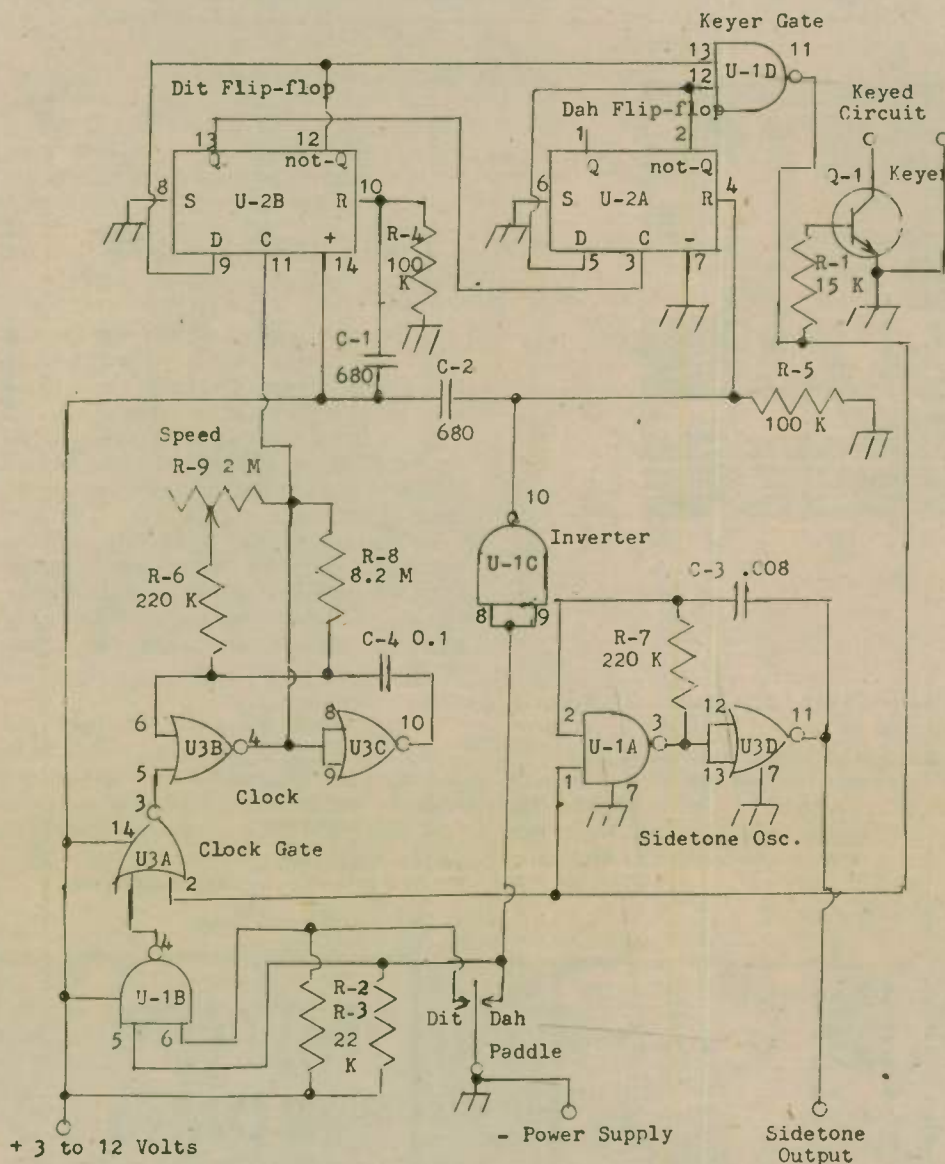 Keyer Gate
13
12
U-1D
11
Dit Flip-flop
Dah Flip-flop
Keyed
Circuit
13
12
1
2
Q
not-Q
Q
not-Q
Q-1
Keyer
8
S
U-2B
R
10
6
S
U-2A
R
4
D
C
+
D
C
-
9
11
14
5
3
7
R-4
100
K
R-1
15 K
C-1
680
C-2
680
R-5
100 K
Speed
R-9 2 M
10
Inverter
U-1C
8
9
R-8
8.2 M
R-6
220 K
C-3 .008
C-4 0.1
R-7
220 K
6
U3B
4
8
U3C
10
9
5
2
U-1A
3
12
U3D
11
13
1
7
7
3
Clock
Sidetone Osc.
14
U3A
Clock Gate
2
4
U-1B
5
6
R-2
R-3
22
K
Dit
Dah
Paddle
+ 3 to 12 Volts
- Power Supply
Sidetone
Output